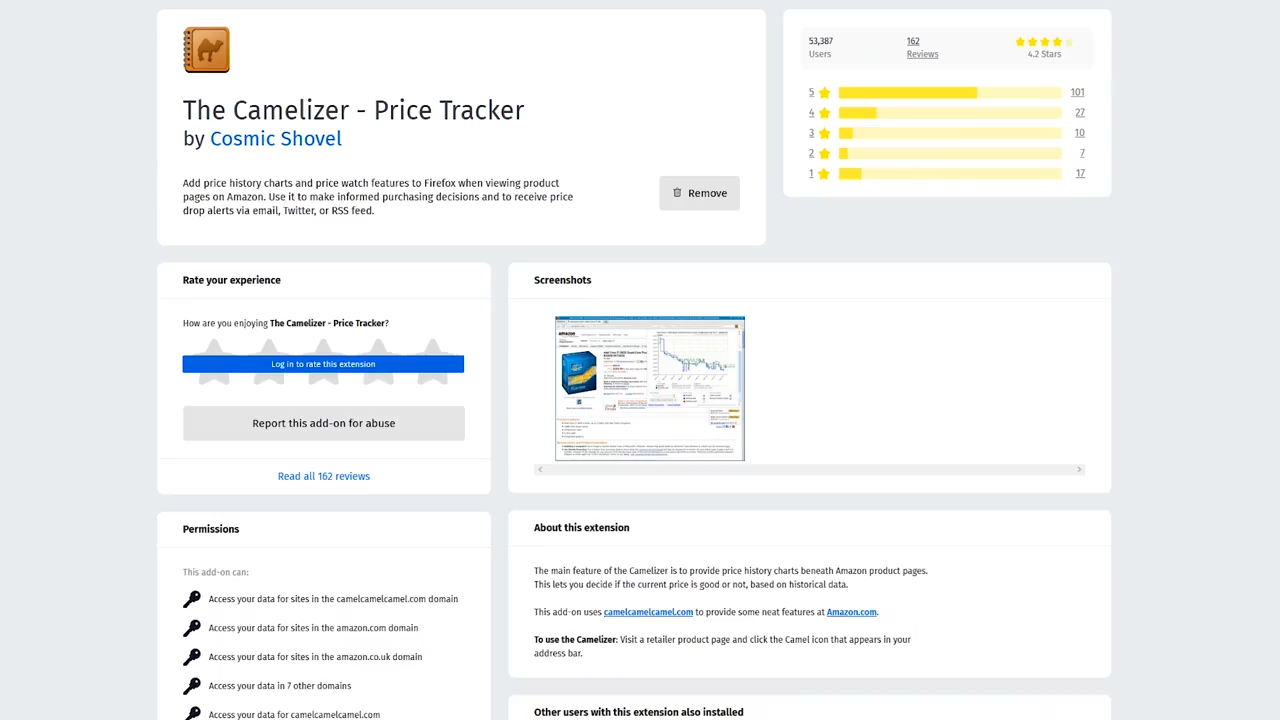 The Camelizer - Price Tracker
by Cosmic Shovel
Add price history charts and price watch features to Firefox when viewing product
pages on Amazon. Use it to make informed purchasing decisions and to receive price
drop alerts via email, Twitter, or RSS feed.
Remove
53,387
Users
162
Reviews
4.2 Stars
5 101
4 27
3 10
2 7
1 17
Rate your experience
How are you enjoying The Camelizer - Price Tracker?
Log in to rate this extension
Report this add-on for abuse
Read all 162 reviews
Screenshots
amazon
Permissions
This add-on can:
Access your data for sites in the camelcamelcamel.com domain
Access your data for sites in the amazon.com domain
Access your data for sites in the amazon.co.uk domain
Access your data in 7 other domains
Access your data for camelcamelcamel.com
About this extension
The main feature of the Camelizer is to provide price history charts beneath Amazon product pages.
This lets you decide if the current price is good or not, based on historical data.
This add-on uses camelcamelcamel.com to provide some neat features at Amazon.com.
To use the Camelizer: Visit a retailer product page and click the Camel icon that appears in your
address bar.
Other users with this extension also installed